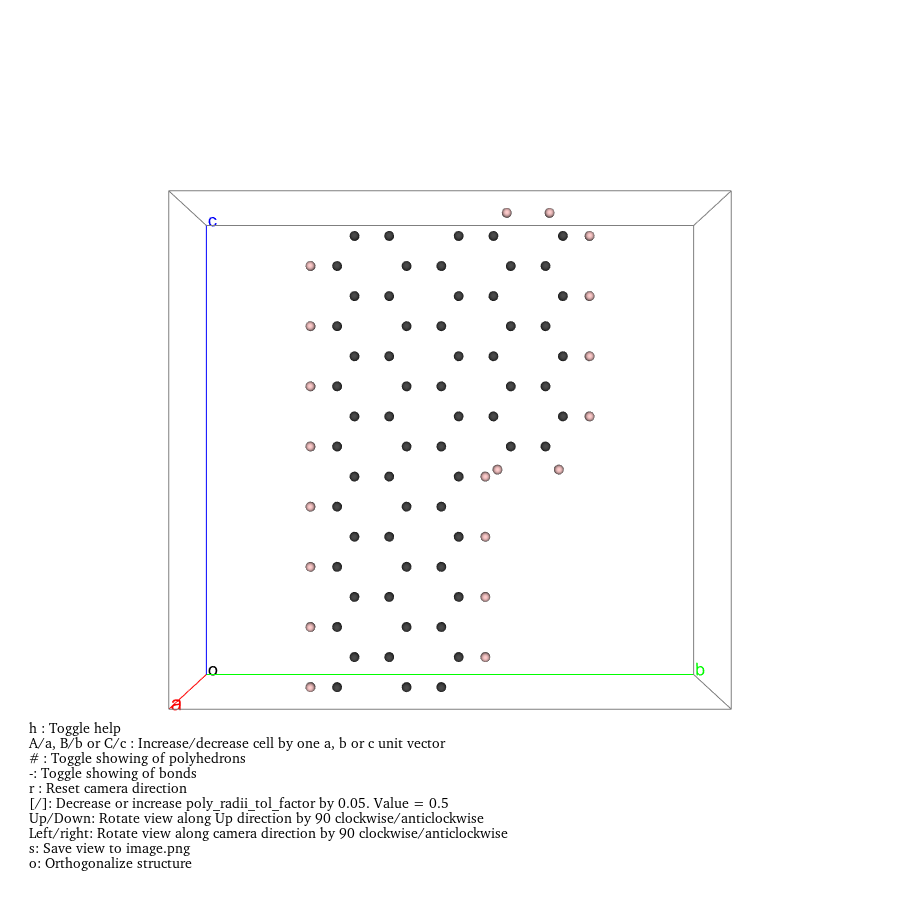 c
o
b
a
h : Toggle help
A/a, B/b or C/c : Increase/decrease cell by one a, b or c unit vector
# : Toggle showing of polyhedrons
-: Toggle showing of bonds
r : Reset camera direction
[/]: Decrease or increase poly_radii_tol_factor by 0.05. Value = 0.5
Up/Down: Rotate view along Up direction by 90 clockwise/anticlockwise
Left/right: Rotate view along camera direction by 90 clockwise/anticlockwise
s: Save view to image.png
o: Orthogonalize structure